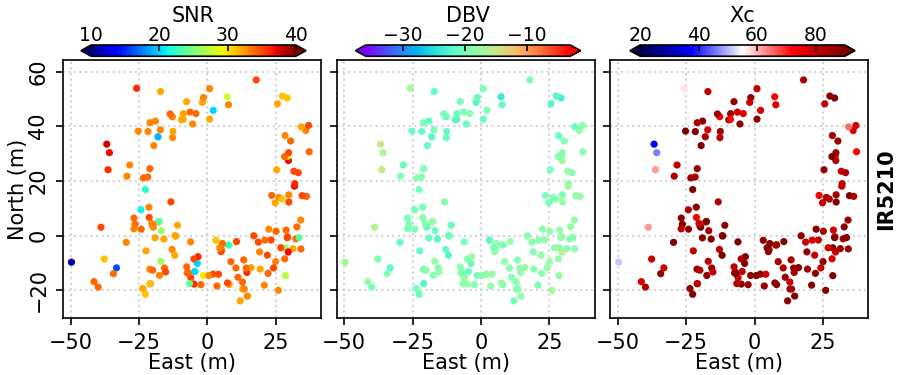 SNR DBV Xc
10 20 30 40 −30 −20 −10 20 40 60 80
60
40
20
0
−20
North (m)
IR5210
−50 −25 0 25 −50 −25 0 25 −50 −25 0 25
East (m) East (m) East (m)